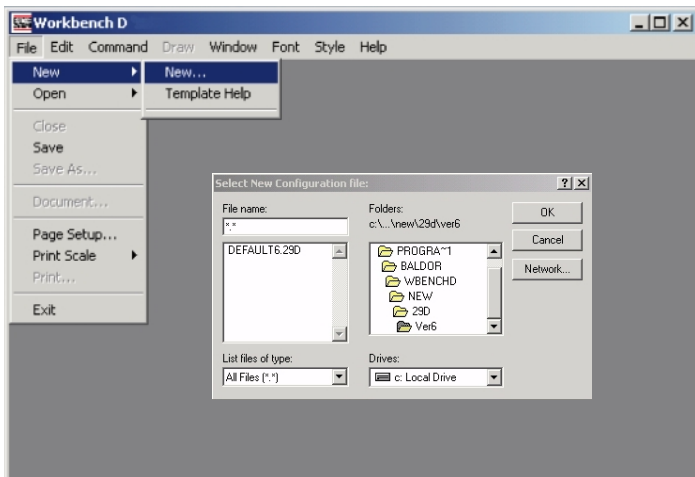 Workbench D
File Edit Command Draw Window Font Style Help
New
Open
Close
Save
Save As...
Document...
Page Setup...
Print Scale
Print...
Exit
New...
Template Help
Select New Configuration file:
File name:
*.*
DEFAULT6.29D
List files of type:
All Files (*.*)
Folders:
c:\...\new\29d\ver6
PROGRA~1
BALDOR
WBENCHD
NEW
29D
Ver6
Drives:
c: Local Drive
OK
Cancel
Network...